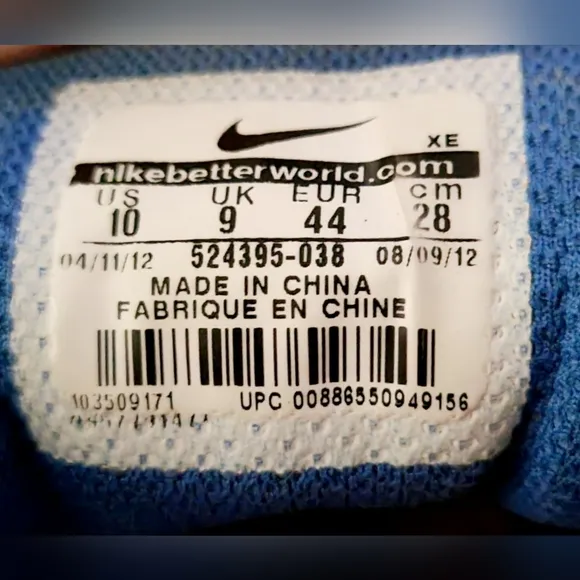 XE
nikebetterworld.com
US UK EUR cm
10 9 44 28
04/11/12 524395-038 08/09/12
MADE IN CHINA
FABRIQUE EN CHINE
103509171 UPC 00886550949156